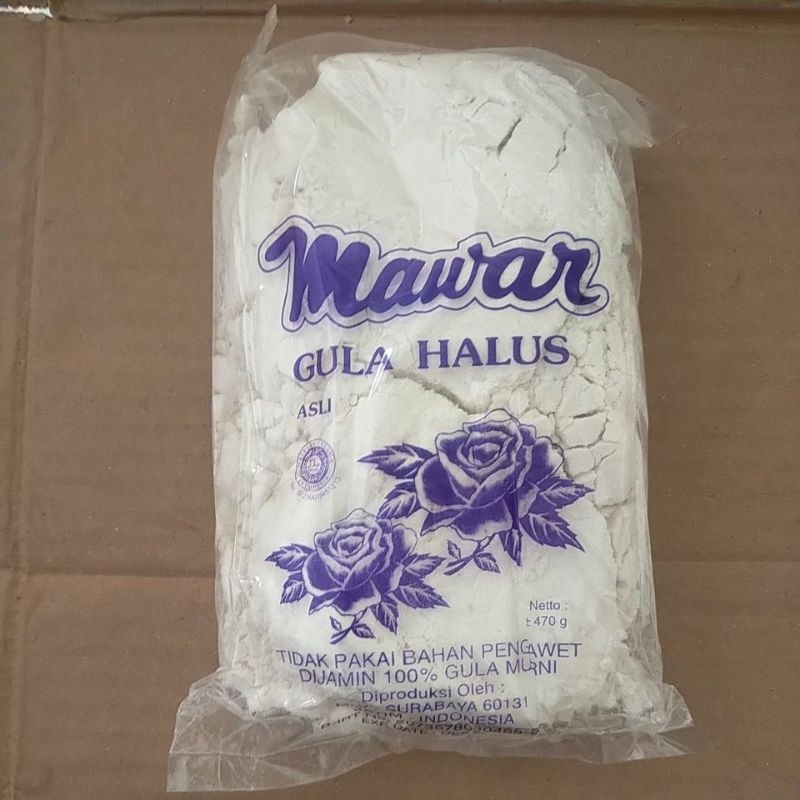 Mawar
GULA HALUS
ASLI
Netto :
± 470 g
TIDAK PAKAI BAHAN PENGAWET
DIJAMIN 100% GULA MURNI
Diproduksi Oleh :
SURABAYA 60131
INDONESIA